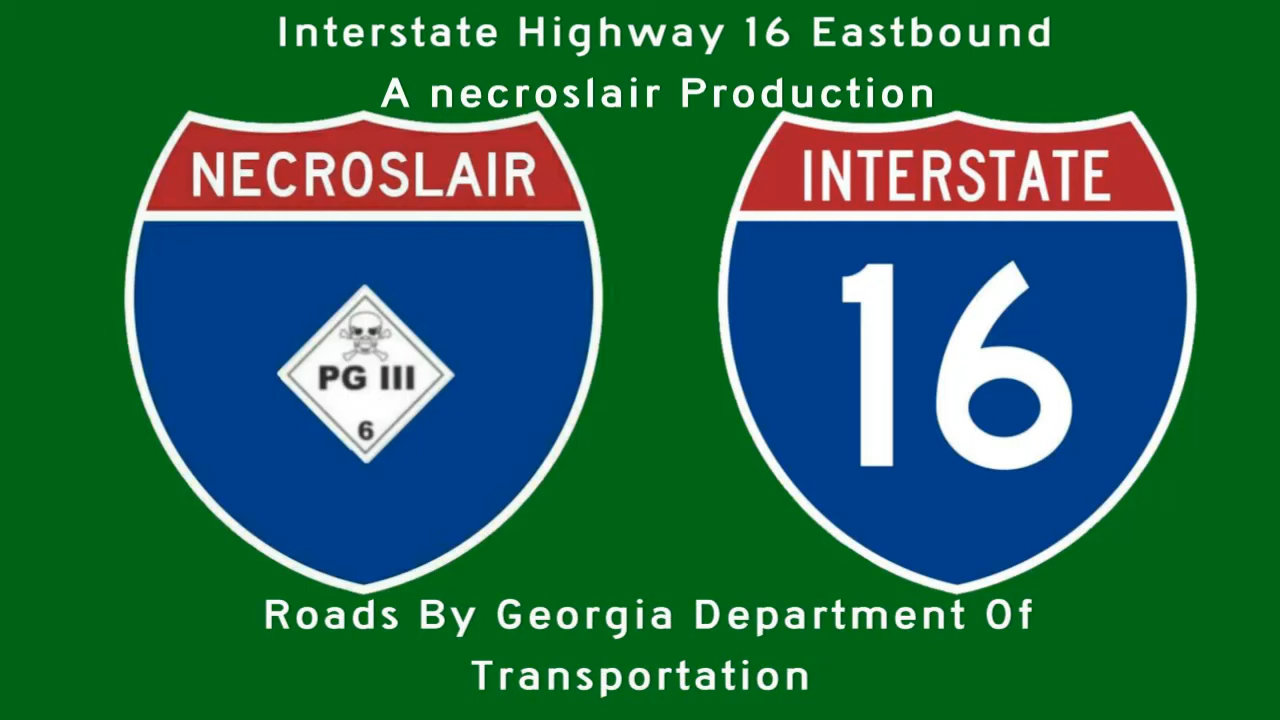 Interstate Highway 16 Eastbound
A necroslair Production
NECROSLAIR
PG III
6
INTERSTATE
16
Roads By Georgia Department Of
Transportation